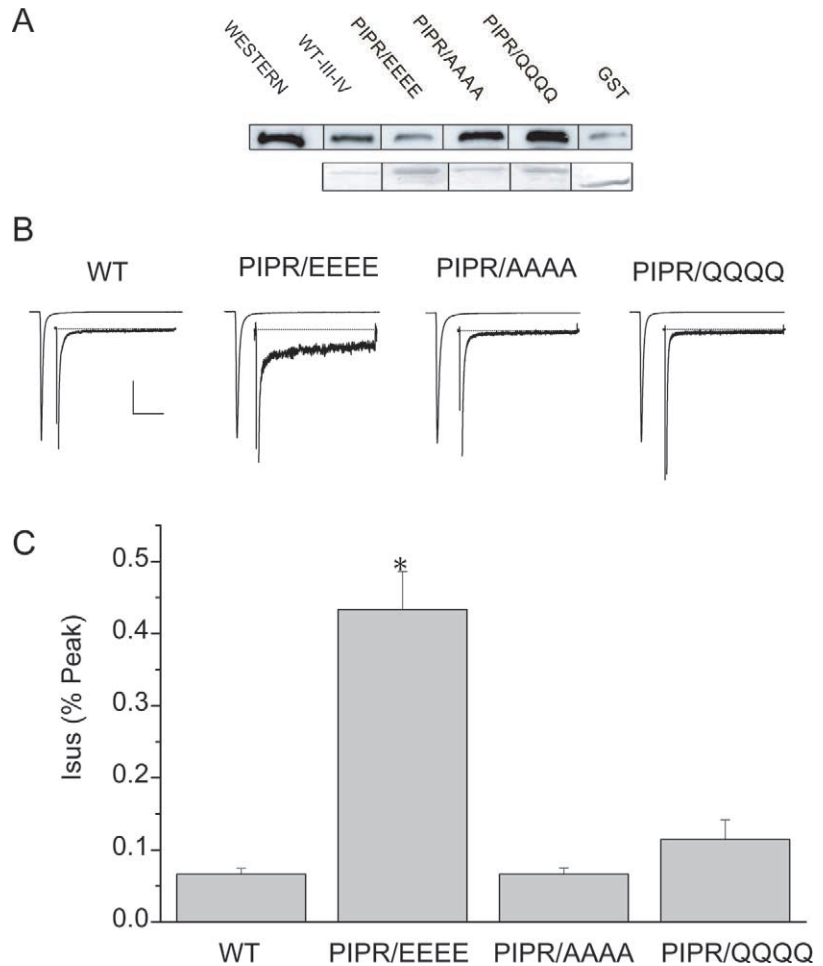 A
WESTERN
WT-III-IV
PIPR/EEEE
PIPR/AAAA
PIPR/QQQQ
GST
B
WT
PIPR/EEEE
PIPR/AAAA
PIPR/QQQQ
C
Isus (% Peak)
0.5
0.4
0.3
0.2
0.1
0.0
*
WT
PIPR/EEEE
PIPR/AAAA
PIPR/QQQQ